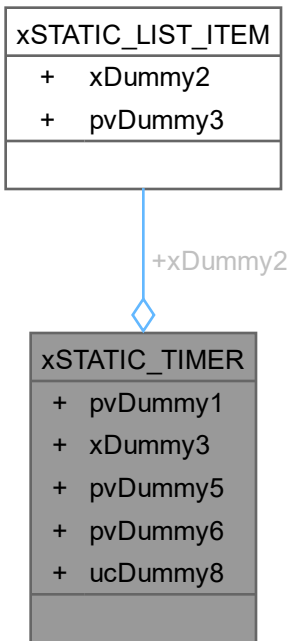 xSTATIC_LIST_ITEM
+ xDummy2
+ pvDummy3
+xDummy2
xSTATIC_TIMER
+ pvDummy1
+ xDummy3
+ pvDummy5
+ pvDummy6
+ ucDummy8